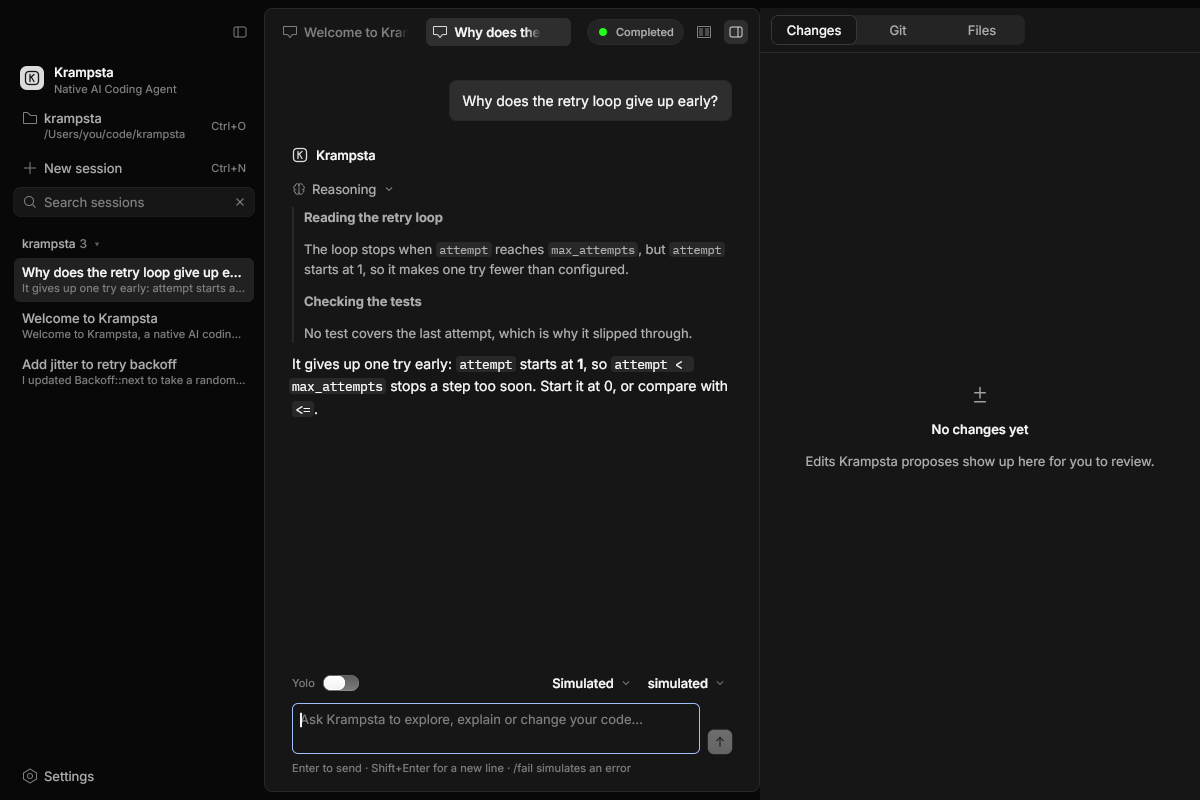 Krampsta
Native AI Coding Agent
krampsta
/Users/you/code/krampsta
Ctrl+O
New session
Ctrl+N
Search sessions
krampsta 3
Why does the retry loop give up e...
It gives up one try early: attempt starts a...
Welcome to Krampsta
Welcome to Krampsta, a native AI codin...
Add jitter to retry backoff
I updated Backoff::next to take a random...
Settings
Welcome to Krar
Why does the
Completed
Why does the retry loop give up early?
K Krampsta
Reasoning
Reading the retry loop
The loop stops when attempt reaches max_attempts, but attempt
starts at 1, so it makes one try fewer than configured.
Checking the tests
No test covers the last attempt, which is why it slipped through.
It gives up one try early: attempt starts at 1, so attempt <
max_attempts stops a step too soon. Start it at 0, or compare with
<=.
Yolo
Simulated
simulated
Ask Krampsta to explore, explain or change your code...
Enter to send · Shift+Enter for a new line · /fail simulates an error
Changes
Git
Files
No changes yet
Edits Krampsta proposes show up here for you to review.